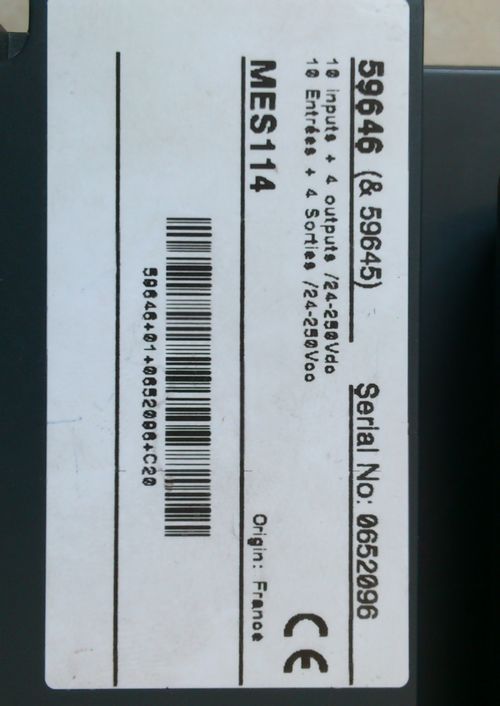 59646 (& 59645) Serial No: 0652096
10 inputs + 4 outputs /24-250Vdc
10 Entrées + 4 Sorties /24-250Vcc
CE
MES114 Origin: France
59646+01+0652096+C20